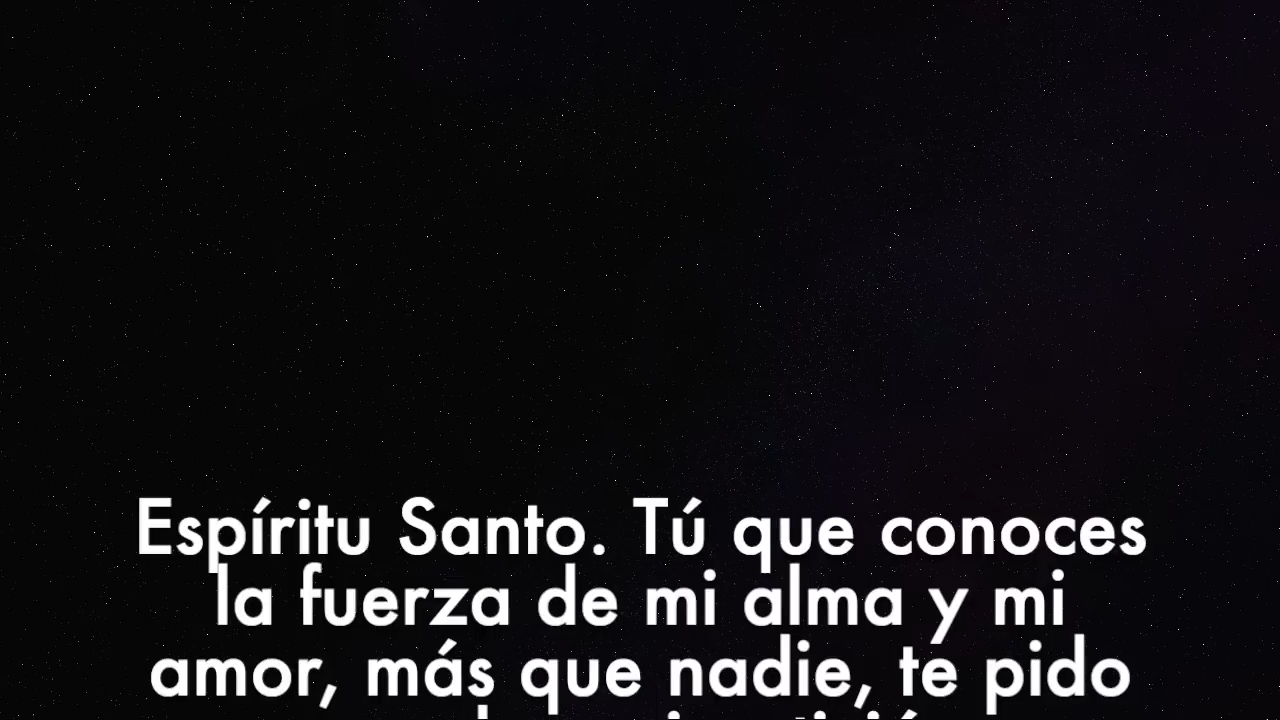 Espíritu Santo. Tú que conoces
la fuerza de mi alma y mi
amor, más que nadie, te pido